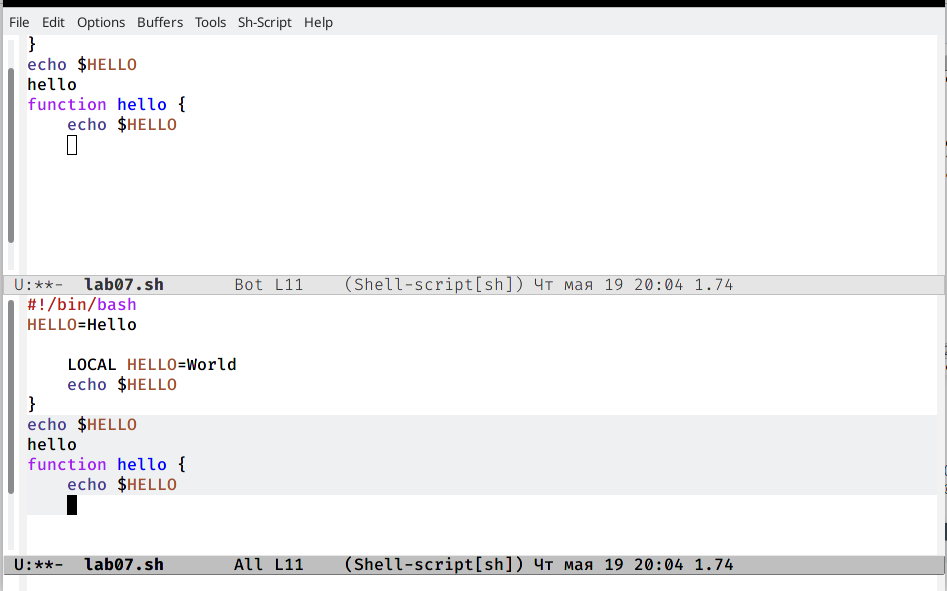 File Edit Options Buffers Tools Sh-Script Help
}
echo $HELLO
hello
function hello {
    echo $HELLO
U:**-  lab07.sh       Bot L11    (Shell-script[sh]) Чт мая 19 20:04 1.74
#!/bin/bash
HELLO=Hello
    LOCAL HELLO=World
    echo $HELLO
}
echo $HELLO
hello
function hello {
    echo $HELLO
U:**-  lab07.sh       All L11    (Shell-script[sh]) Чт мая 19 20:04 1.74